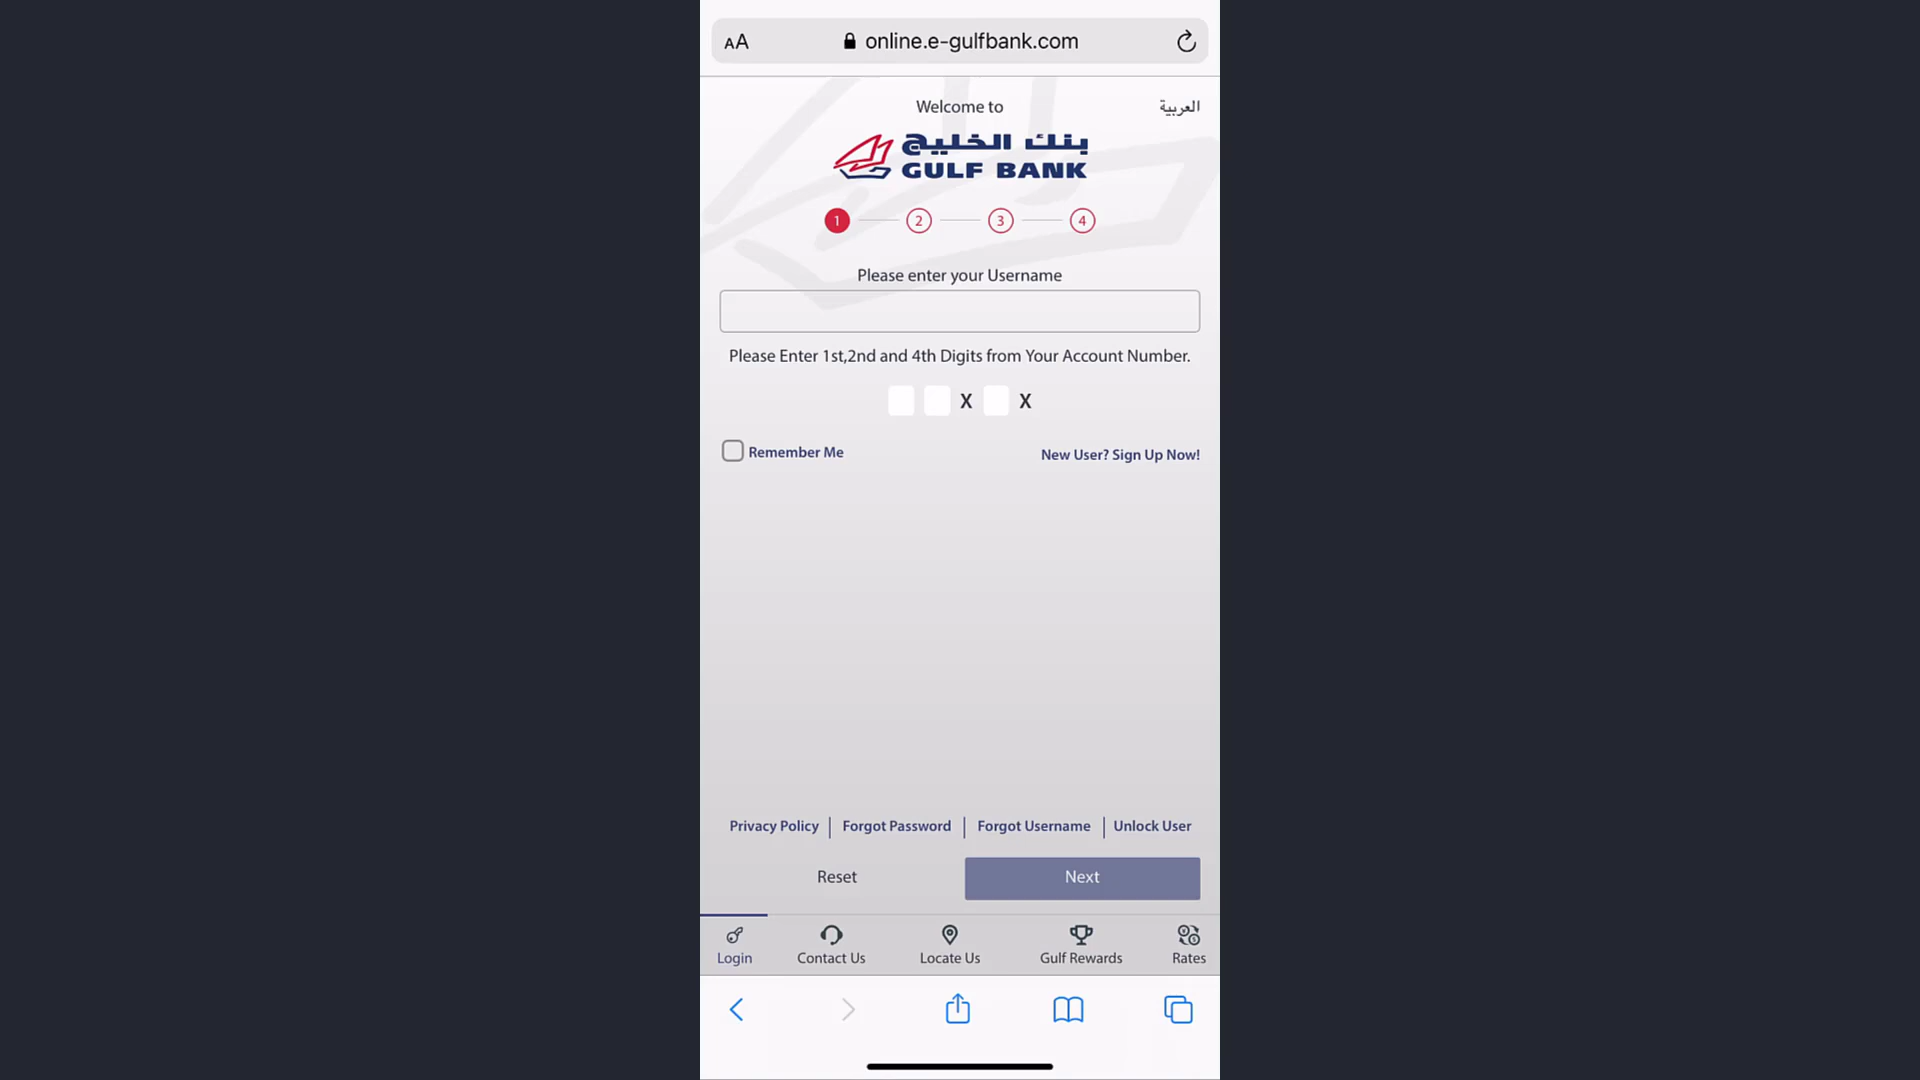 AA online.e-gulfbank.com
Welcome to
العربية
بنك الخليج
GULF BANK
1 2 3 4
Please enter your Username
Please Enter 1st,2nd and 4th Digits from Your Account Number.
X X
Remember Me
New User? Sign Up Now!
Privacy Policy | Forgot Password | Forgot Username | Unlock User
Reset
Next
Login Contact Us Locate Us Gulf Rewards Rates